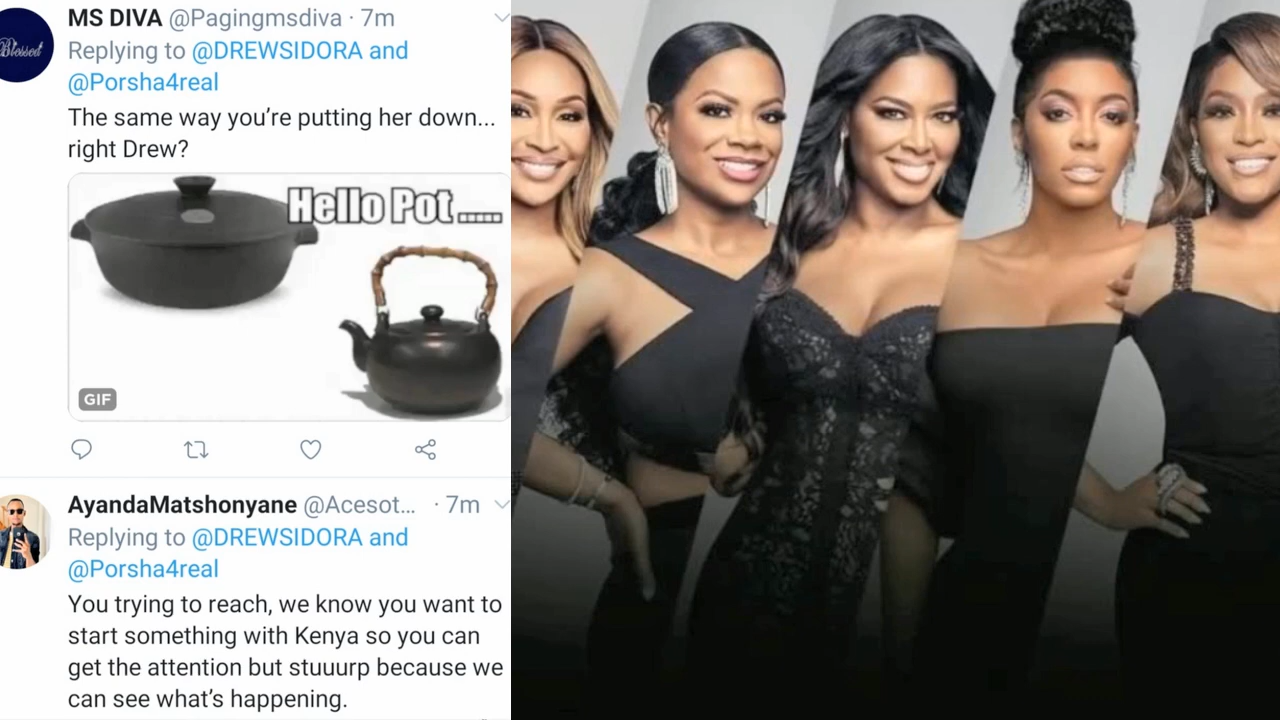 MS DIVA @Pagingmsdiva · 7m
Blessed
Replying to @DREWSIDORA and
@Porsha4real
The same way you’re putting her down...
right Drew?
Hello Pot.....
GIF
AyandaMatshonyane @Acesot... · 7m
Replying to @DREWSIDORA and
@Porsha4real
You trying to reach, we know you want to
start something with Kenya so you can
get the attention but stuuurp because we
can see what’s happening.